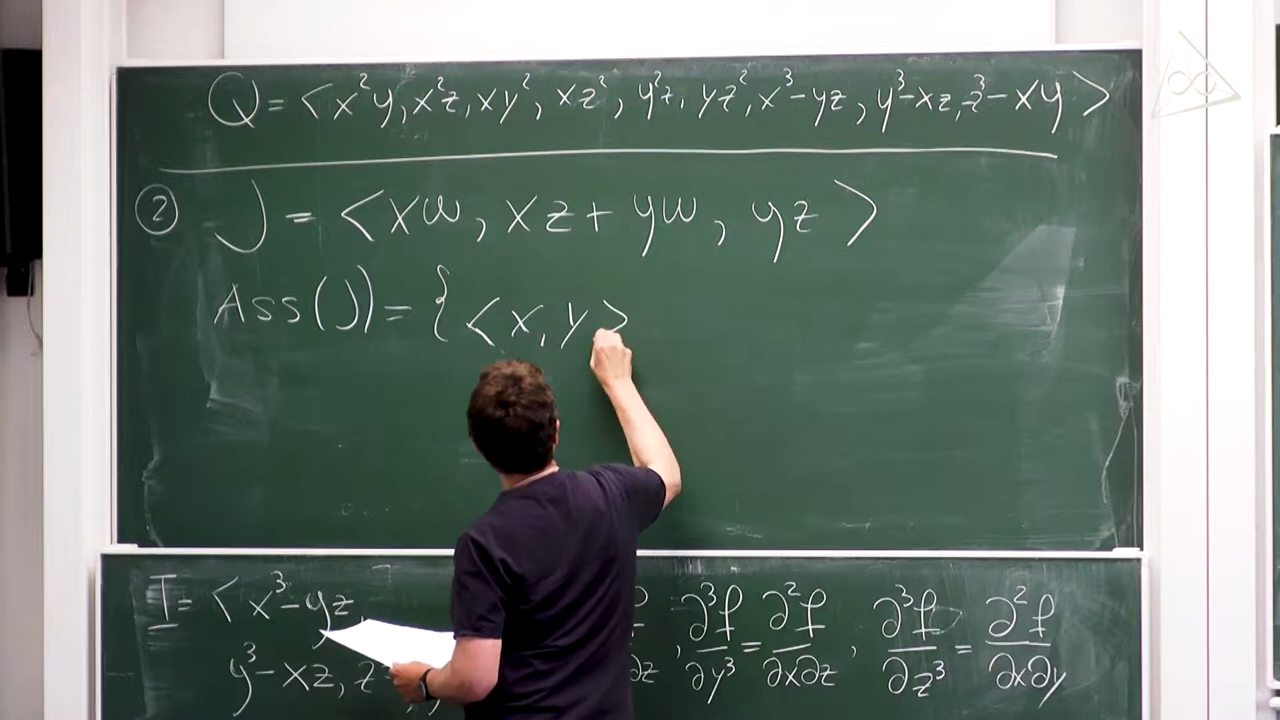 Q = < x²y, x²z, xy², xz², y²z, yz², x³-yz, y³-xz, z³-xy >
② J = < xw, xz + yw, yz >
Ass(J) = { < x, y >
I = < x³-yz, ∂³f/∂y³ = ∂²f/∂x∂z, ∂³f/∂z³ = ∂²f/∂x∂y
y³-xz, z